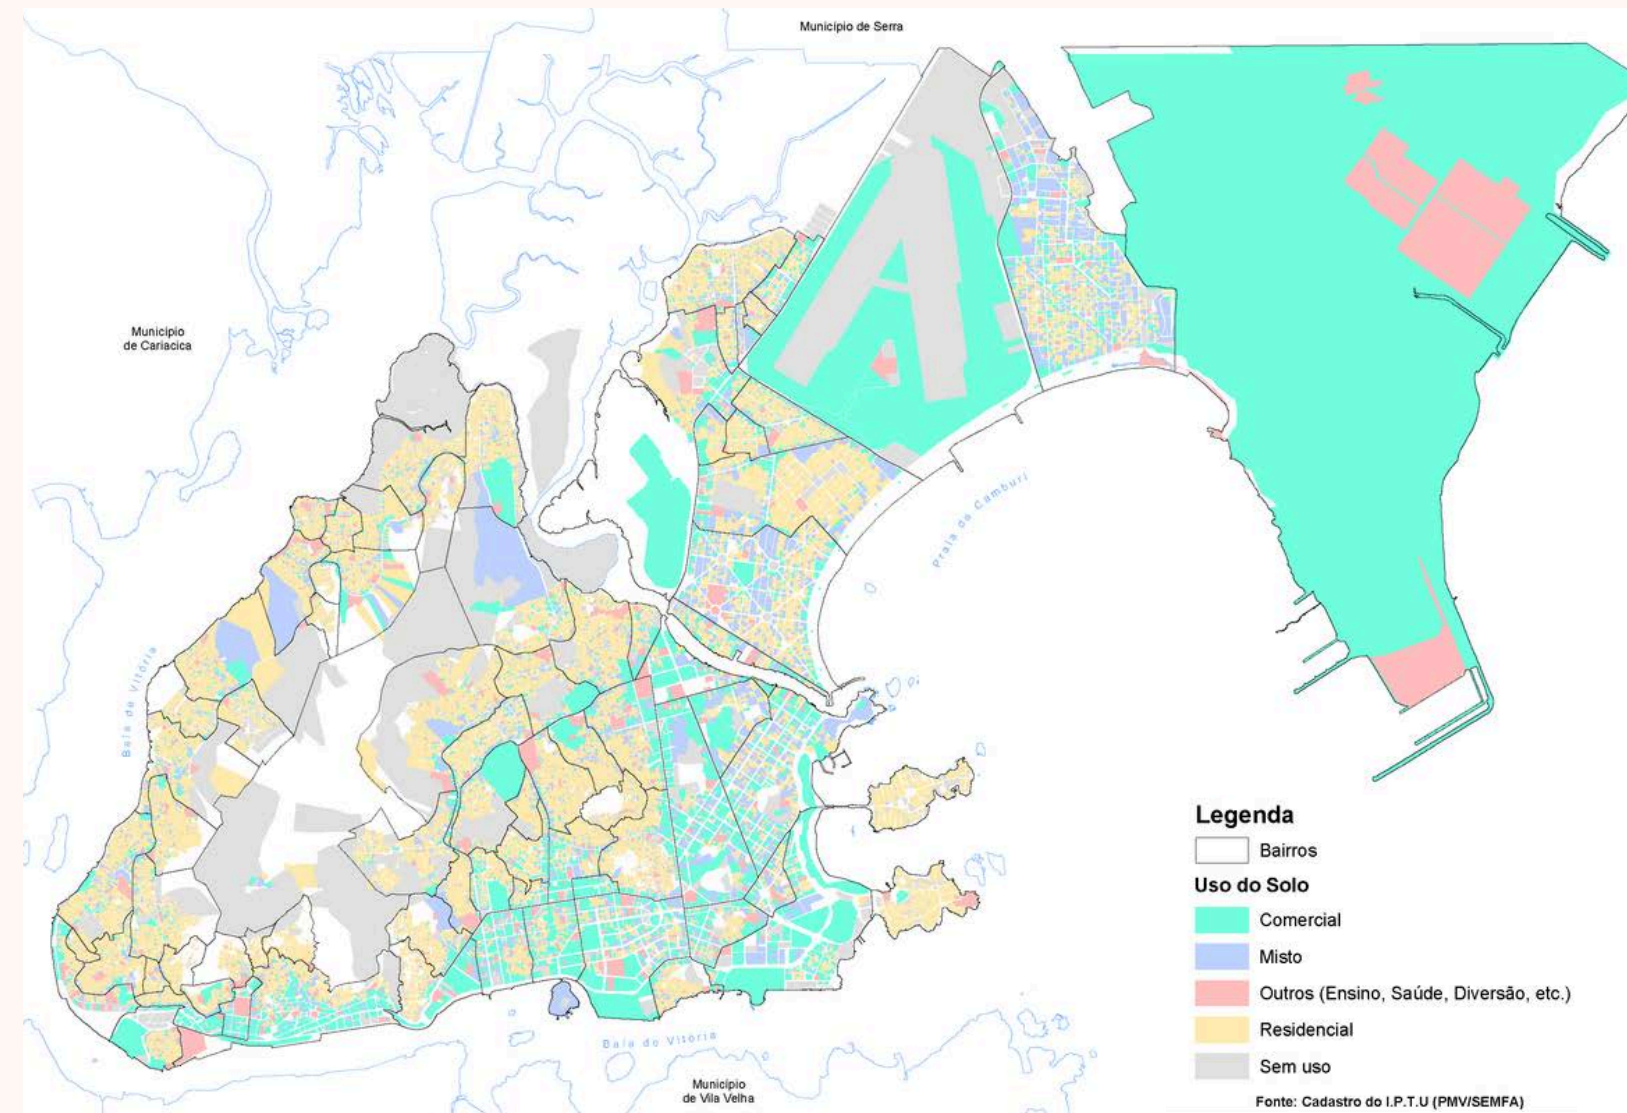 Município de Serra
Município
de Cariacica
Praia de Camburi
Baía de Vitória
Baía de Vitória
Município
de Vila Velha
Legenda
Bairros
Uso do Solo
Comercial
Misto
Outros (Ensino, Saúde, Diversão, etc.)
Residencial
Sem uso
Fonte: Cadastro do I.P.T.U (PMV/SEMFA)